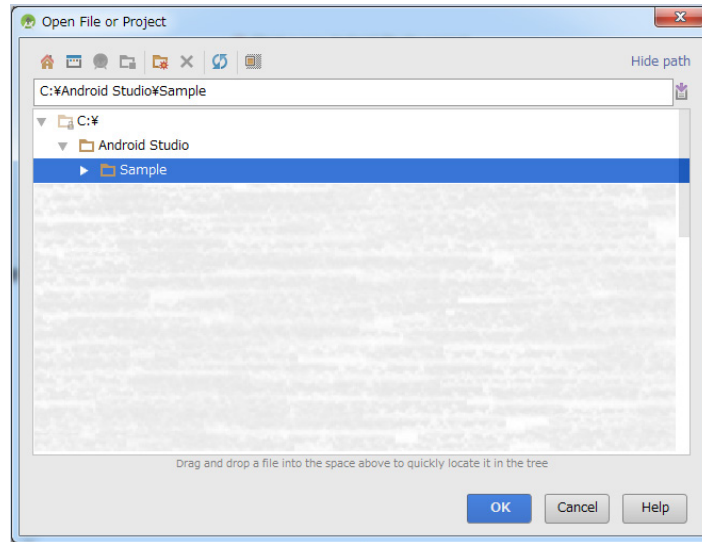 Open File or Project
Hide path
C:¥Android Studio¥Sample
C:¥
Android Studio
Sample
Drag and drop a file into the space above to quickly locate it in the tree
OK Cancel Help